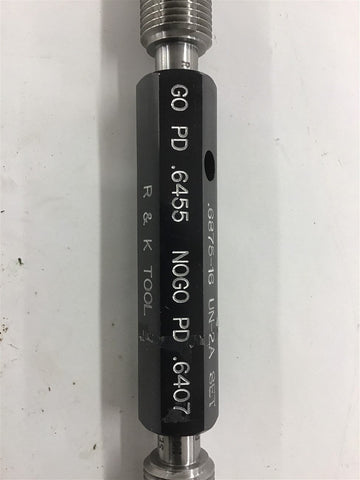 .6875-16 UN-2A SET
GO PD .6455 NOGO PD .6407
R & K TOOL